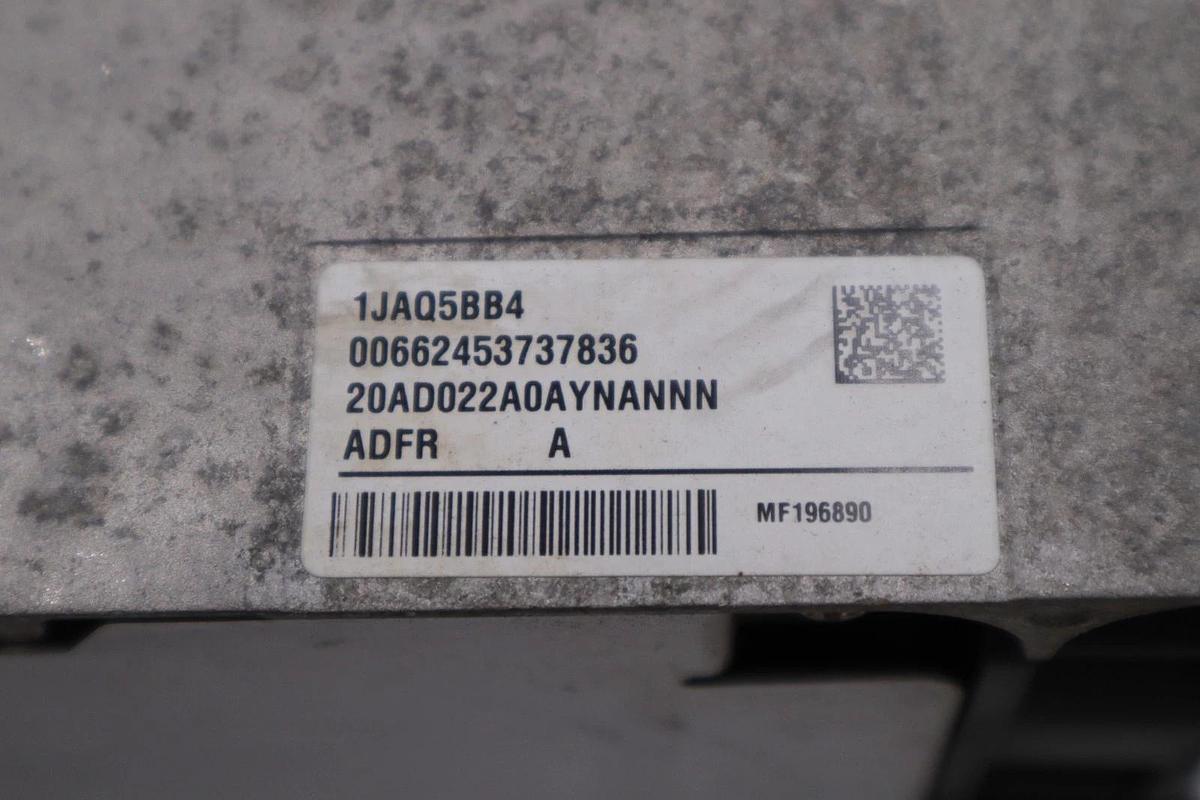 1JAQ5BB4
00662453737836
20AD022A0AYNANNN
ADFR A
MF196890